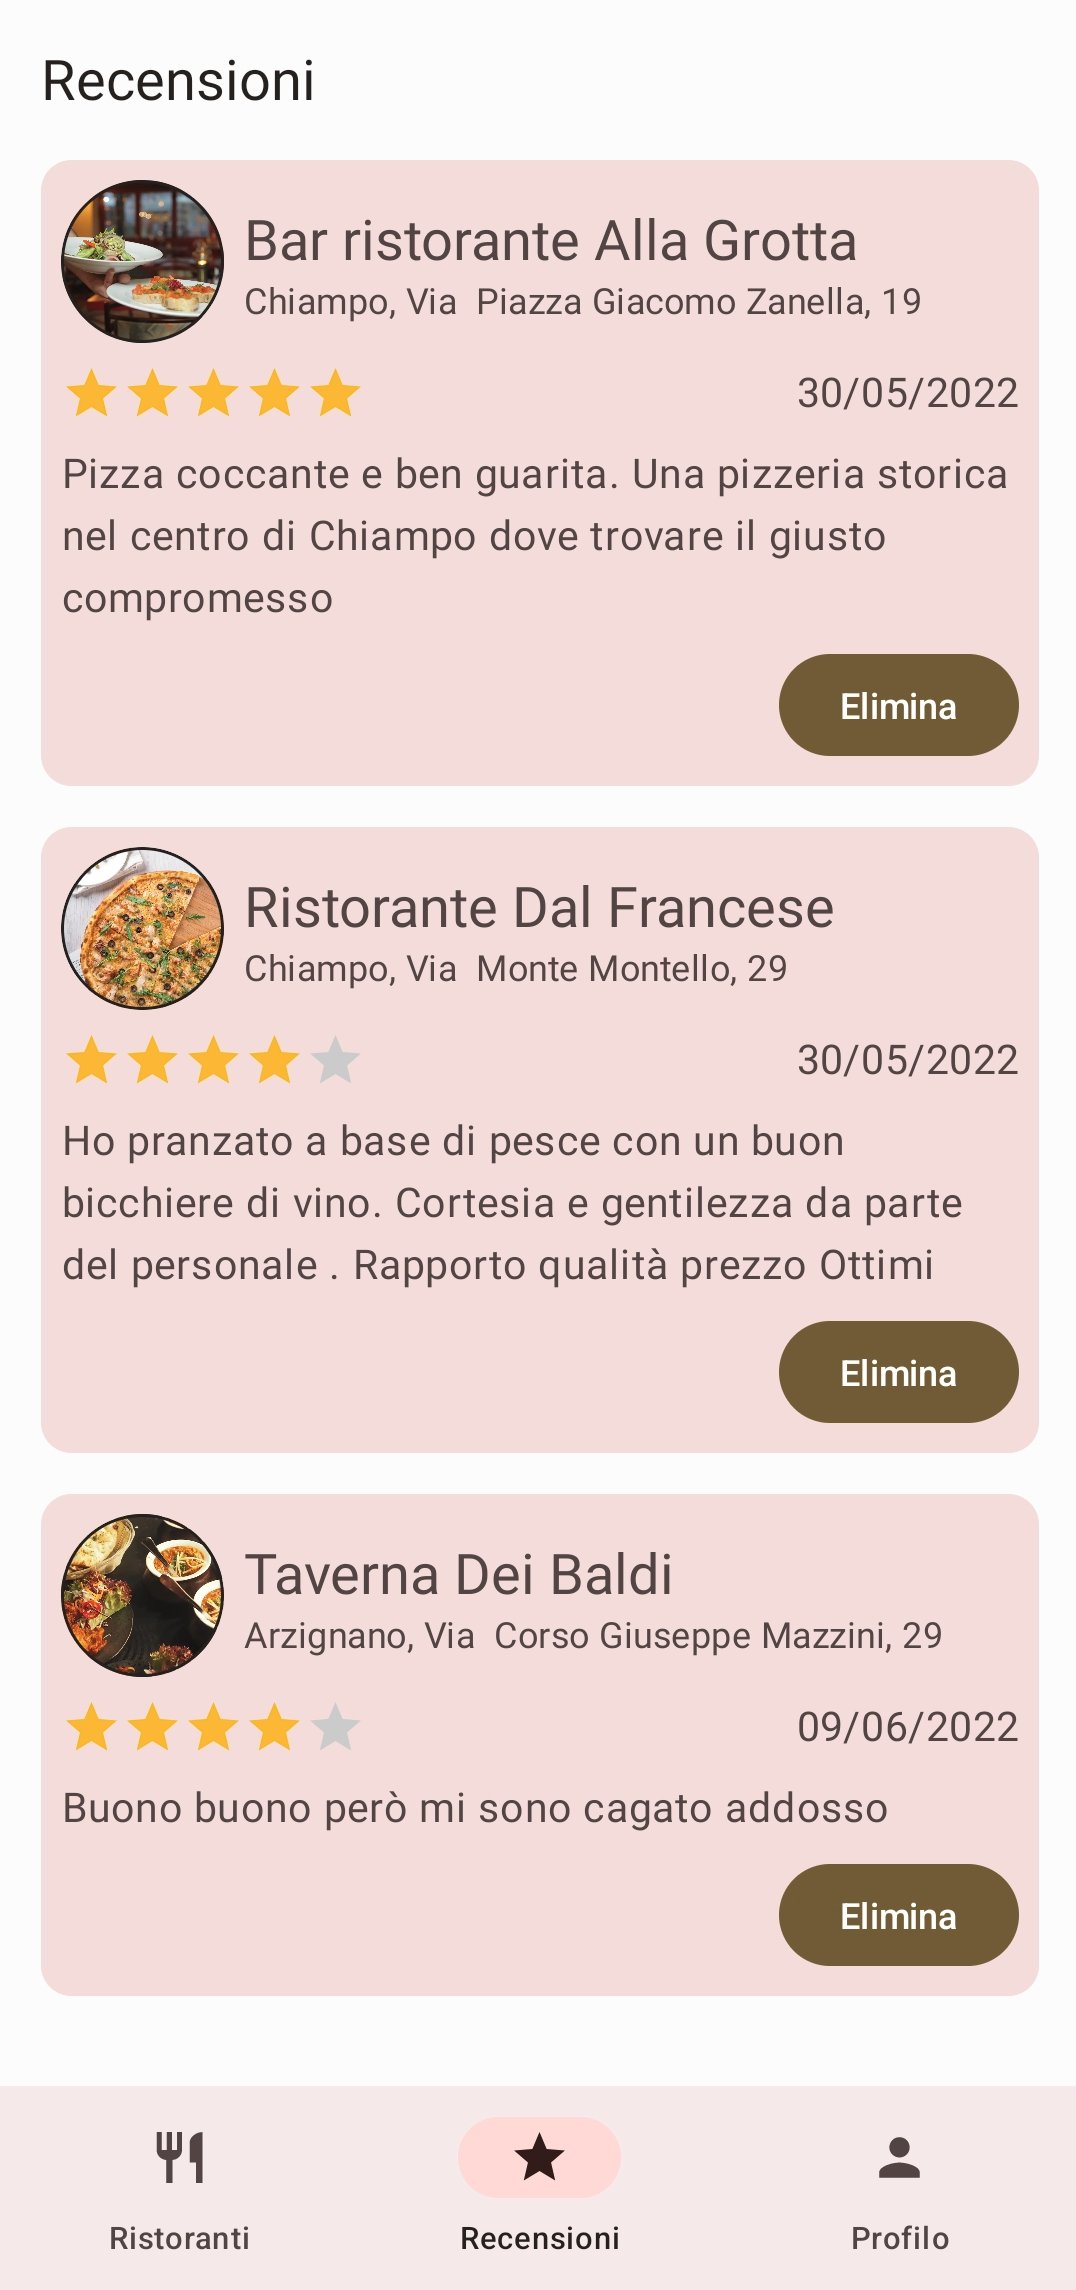 Recensioni
Bar ristorante Alla Grotta
Chiampo, Via  Piazza Giacomo Zanella, 19
30/05/2022
Pizza coccante e ben guarita. Una pizzeria storica
nel centro di Chiampo dove trovare il giusto
compromesso
Elimina
Ristorante Dal Francese
Chiampo, Via  Monte Montello, 29
30/05/2022
Ho pranzato a base di pesce con un buon
bicchiere di vino. Cortesia e gentilezza da parte
del personale . Rapporto qualità prezzo Ottimi
Elimina
Taverna Dei Baldi
Arzignano, Via  Corso Giuseppe Mazzini, 29
09/06/2022
Buono buono però mi sono cagato addosso
Elimina
Ristoranti
Recensioni
Profilo